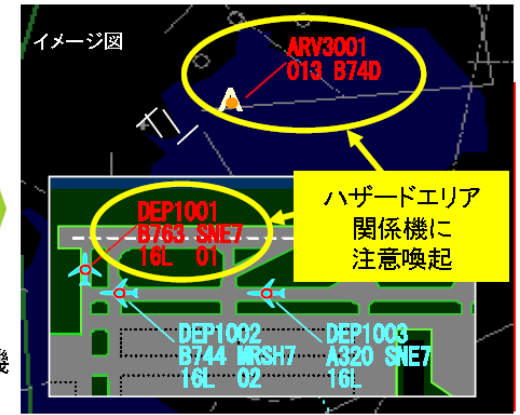 イメージ図
ARV3001
013 B74D
ハザードエリア
関係機に
注意喚起
DEP1001
B763 SNE7
16L 01
DEP1002
B744 MRSH7
16L 02
DEP1003
A320 SNE7
16L
機